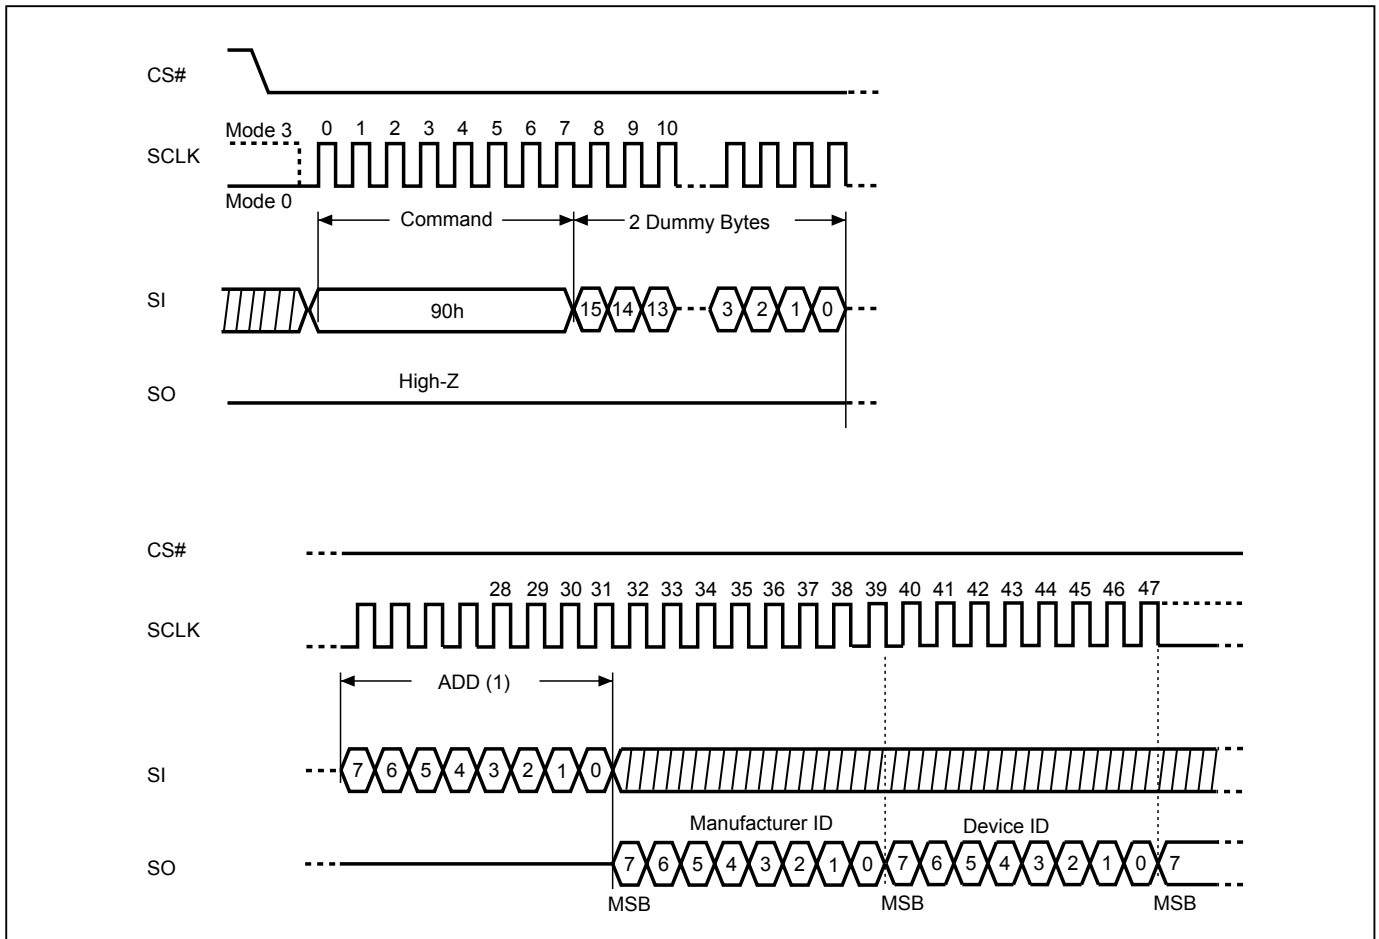 CS#
Mode 3 0 1 2 3 4 5 6 7 8 9 10
SCLK
Mode 0
Command 2 Dummy Bytes
SI 90h 15 14 13 3 2 1 0
High-Z
SO
CS#
28 29 30 31 32 33 34 35 36 37 38 39 40 41 42 43 44 45 46 47
SCLK
ADD (1)
SI 7 6 5 4 3 2 1 0
Manufacturer ID Device ID
SO 7 6 5 4 3 2 1 0 7 6 5 4 3 2 1 0 7
MSB MSB MSB